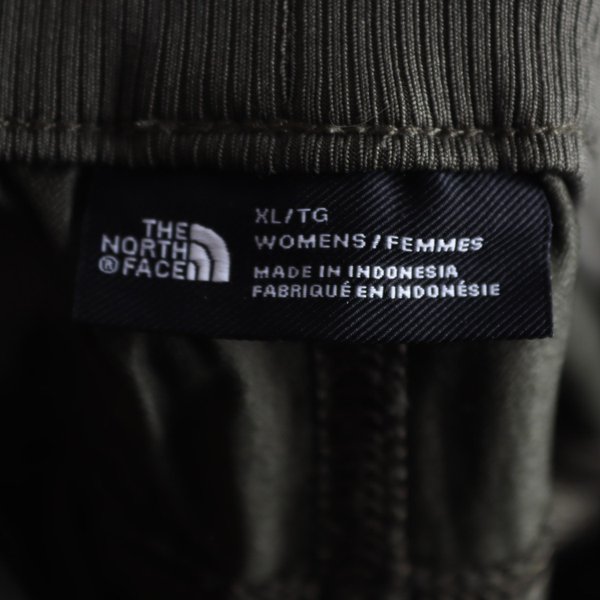 THE
NORTH
® FACE
XL/TG
WOMENS/FEMMES
MADE IN INDONESIA
FABRIQUÉ EN INDONÉSIE